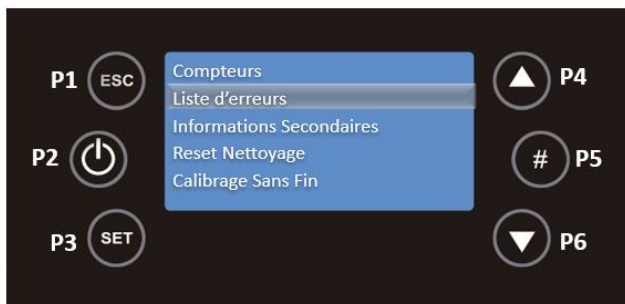 P1 ESC
P2
P3 SET
Compteurs
Liste d'erreurs
Informations Secondaires
Reset Nettoyage
Calibrage Sans Fin
P4
# P5
P6